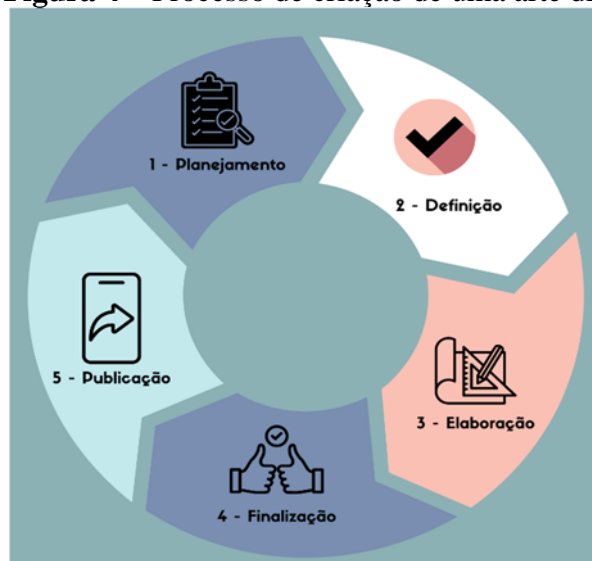 1 - Planejamento
2 - Definição
3 - Elaboração
4 - Finalização
5 - Publicação